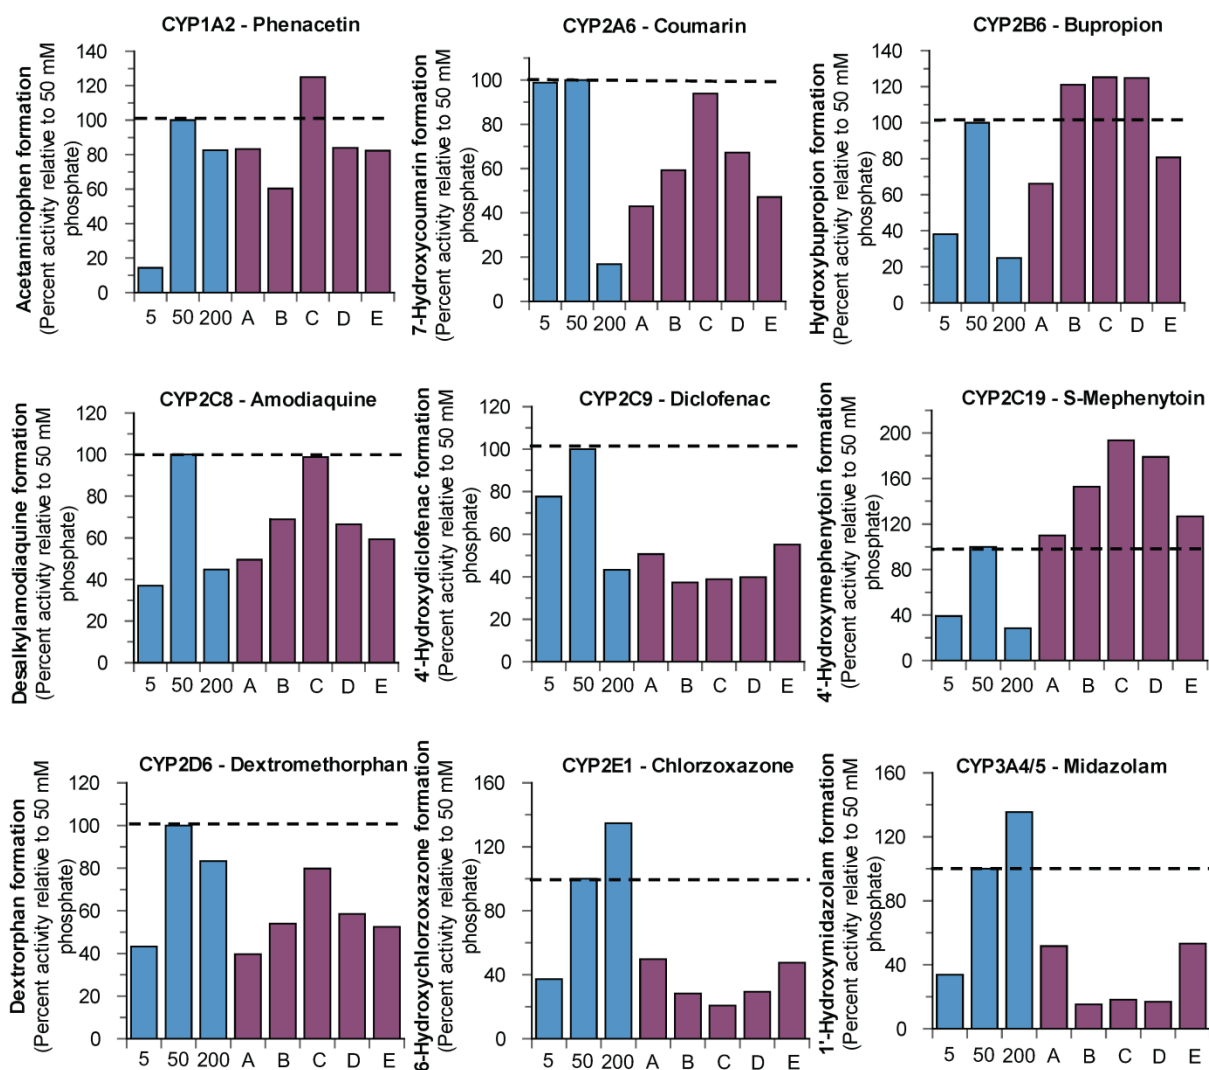 CYP1A2 - Phenacetin
Acetaminophen formation
(Percent activity relative to 50 mM
phosphate)
140
120
100
80
60
40
20
0
5 50 200 A B C D E
CYP2A6 - Coumarin
7-Hydroxycoumarin formation
(Percent activity relative to 50 mM
phosphate)
120
100
80
60
40
20
0
5 50 200 A B C D E
CYP2B6 - Bupropion
Hydroxybupropion formation
(Percent activity relative to 50 mM
phosphate)
140
120
100
80
60
40
20
0
5 50 200 A B C D E
CYP2C8 - Amodiaquine
Desalkylamodiaquine formation
(Percent activity relative to 50 mM
phosphate)
120
100
80
60
40
20
0
5 50 200 A B C D E
CYP2C9 - Diclofenac
4'-Hydroxydiclofenac formation
(Percent activity relative to 50 mM
phosphate)
120
100
80
60
40
20
0
5 50 200 A B C D E
CYP2C19 - S-Mephenytoin
4'-Hydroxymephenytoin formation
(Percent activity relative to 50 mM
phosphate)
200
160
120
80
40
0
5 50 200 A B C D E
CYP2D6 - Dextromethorphan
Dextrorphan formation
(Percent activity relative to 50 mM
phosphate)
120
100
80
60
40
20
0
5 50 200 A B C D E
CYP2E1 - Chlorzoxazone
6-Hydroxychlorzoxazone formation
(Percent activity relative to 50 mM
phosphate)
160
120
80
40
0
5 50 200 A B C D E
CYP3A4/5 - Midazolam
1'-Hydroxymidazolam formation
(Percent activity relative to 50 mM
phosphate)
160
120
80
40
0
5 50 200 A B C D E